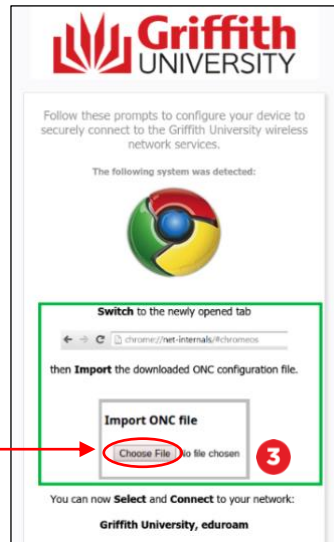 Griffith
UNIVERSITY
Follow these prompts to configure your device to
securely connect to the Griffith University wireless
network services.
The following system was detected:
Switch to the newly opened tab
chrome://net-internals/#chromeos
then Import the downloaded ONC configuration file.
Import ONC file
Choose File No file chosen
3
You can now Select and Connect to your network:
Griffith University, eduroam